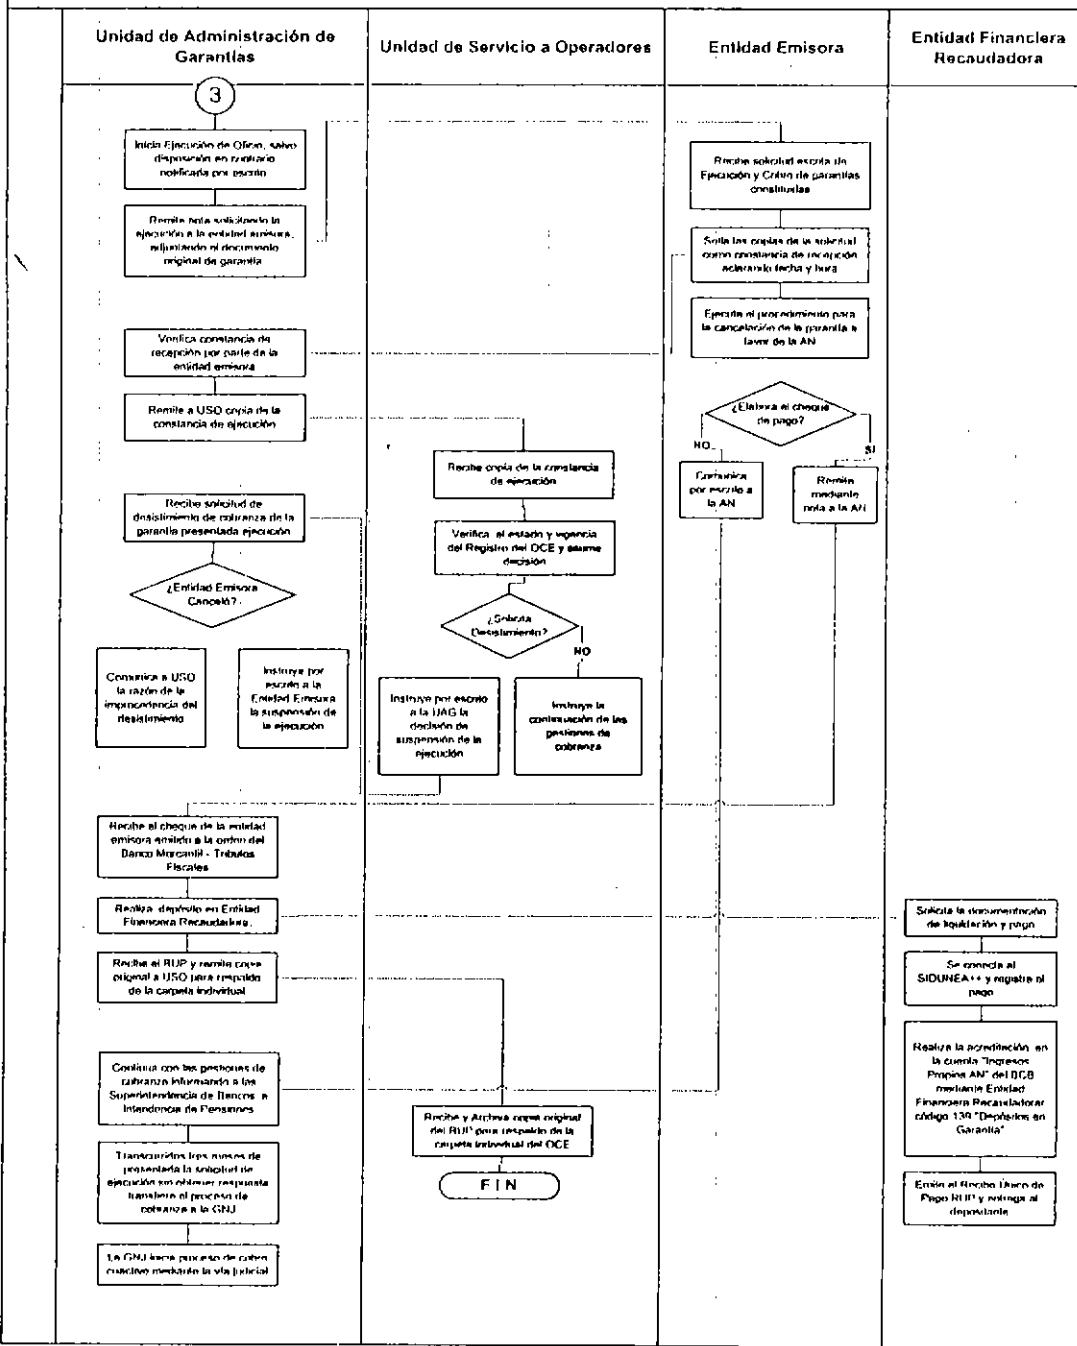 Unidad de Administración de
Garantías
Unidad de Servicio a Operadores
Entidad Emisora
Entidad Financiera
Recaudadora
3
Inicia Ejecución de Oficio, salvo
disposición en contrario
notificada por escrito
Remite nota solicitando la
ejecución a la entidad emisora,
adjuntando el documento
original de garantía
Recibe solicitud escrita de
Ejecución y Cobro de garantías
constituidas
Sella las copias de la solicitud
como constancia de recepción
aclarando fecha y hora
Ejecuta el procedimiento para
la cancelación de la garantía a
favor de la AN
Verifica constancia de
recepción por parte de la
entidad emisora
Remite a USO copia de la
constancia de ejecución
¿Elabora el cheque
de pago?
NO
SI
Comunica
por escrito a
la AN
Remite
mediante
nota a la AN
Recibe copia de la constancia
de ejecución
Verifica el estado y vigencia
del Registro del OCE y asume
decisión
¿Solicita
Desistimiento?
NO
Instruye por escrito
a la UAG la
decisión de
suspensión de la
ejecución
Instruye la
continuación de las
gestiones de
cobranza
Recibe solicitud de
desistimiento de cobranza de la
garantía presentada ejecución
¿Entidad Emisora
Canceló?
Comunica a USO
la razón de la
improcedencia del
desistimiento
Instruye por
escrito a la
Entidad Emisora
la suspensión de
la ejecución
Recibe el cheque de la entidad
emisora emitido a la orden del
Banco Mercantil - Tributos
Fiscales
Realiza depósito en Entidad
Financiera Recaudadora.
Recibe el RUP y remite copia
original a USO para respaldo
de la carpeta individual
Solicita la documentación
de liquidación y pago
Se conecta al
SIDUNEA++ y registra el
pago
Realiza la acreditación en
la cuenta "Ingresos
Propios AN" del BCB
mediante Entidad
Financiera Recaudadora:
código 139 "Depósitos en
Garantía"
Emite el Recibo Único de
Pago RUP y entrega al
depositante
Continúa con las gestiones de
cobranza informando a las
Superintendencia de Bancos e
Intendencia de Pensiones
Transcurridos tres meses de
presentada la solicitud de
ejecución sin obtener respuesta
transfiere el proceso de
cobranza a la GNJ
La GNJ inicia proceso de cobro
coactivo mediante la vía judicial
Recibe y Archiva copia original
del RUP para respaldo de la
carpeta individual del OCE
FIN